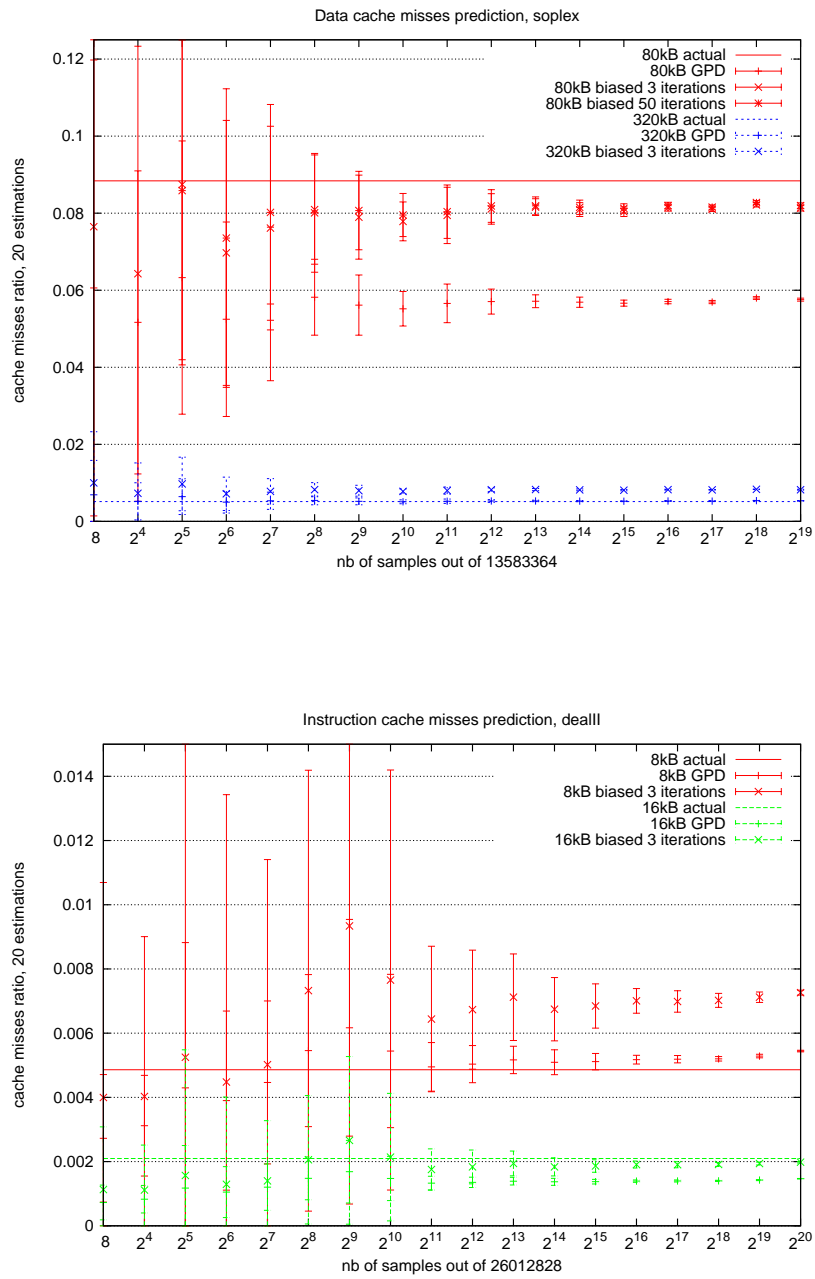 Data cache misses prediction, soplex
0.12
0.1
0.08
0.06
0.04
0.02
0
cache misses ratio, 20 estimations
80kB actual
80kB GPD
80kB biased 3 iterations
80kB biased 50 iterations
320kB actual
320kB GPD
320kB biased 3 iterations
8 2^4 2^5 2^6 2^7 2^8 2^9 2^10 2^11 2^12 2^13 2^14 2^15 2^16 2^17 2^18 2^19
nb of samples out of 13583364
Instruction cache misses prediction, dealII
0.014
0.012
0.01
0.008
0.006
0.004
0.002
0
cache misses ratio, 20 estimations
8kB actual
8kB GPD
8kB biased 3 iterations
16kB actual
16kB GPD
16kB biased 3 iterations
8 2^4 2^5 2^6 2^7 2^8 2^9 2^10 2^11 2^12 2^13 2^14 2^15 2^16 2^17 2^18 2^19 2^20
nb of samples out of 26012828